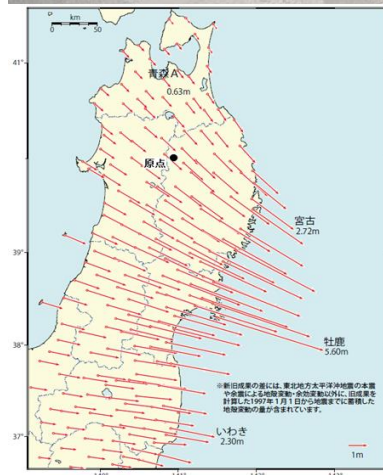 km
0
50
41°
青森A
0.63m
原点
宮古
2.72m
39°
牡鹿
5.60m
38°
※新旧成果の差には、東北地方太平洋沖地震の本震
や余震による地殻変動・余効変動以外に、旧成果を
計算した1997年1月1日から地震までに蓄積した
地殻変動の量が含まれています。
いわき
2.30m
37°
1m